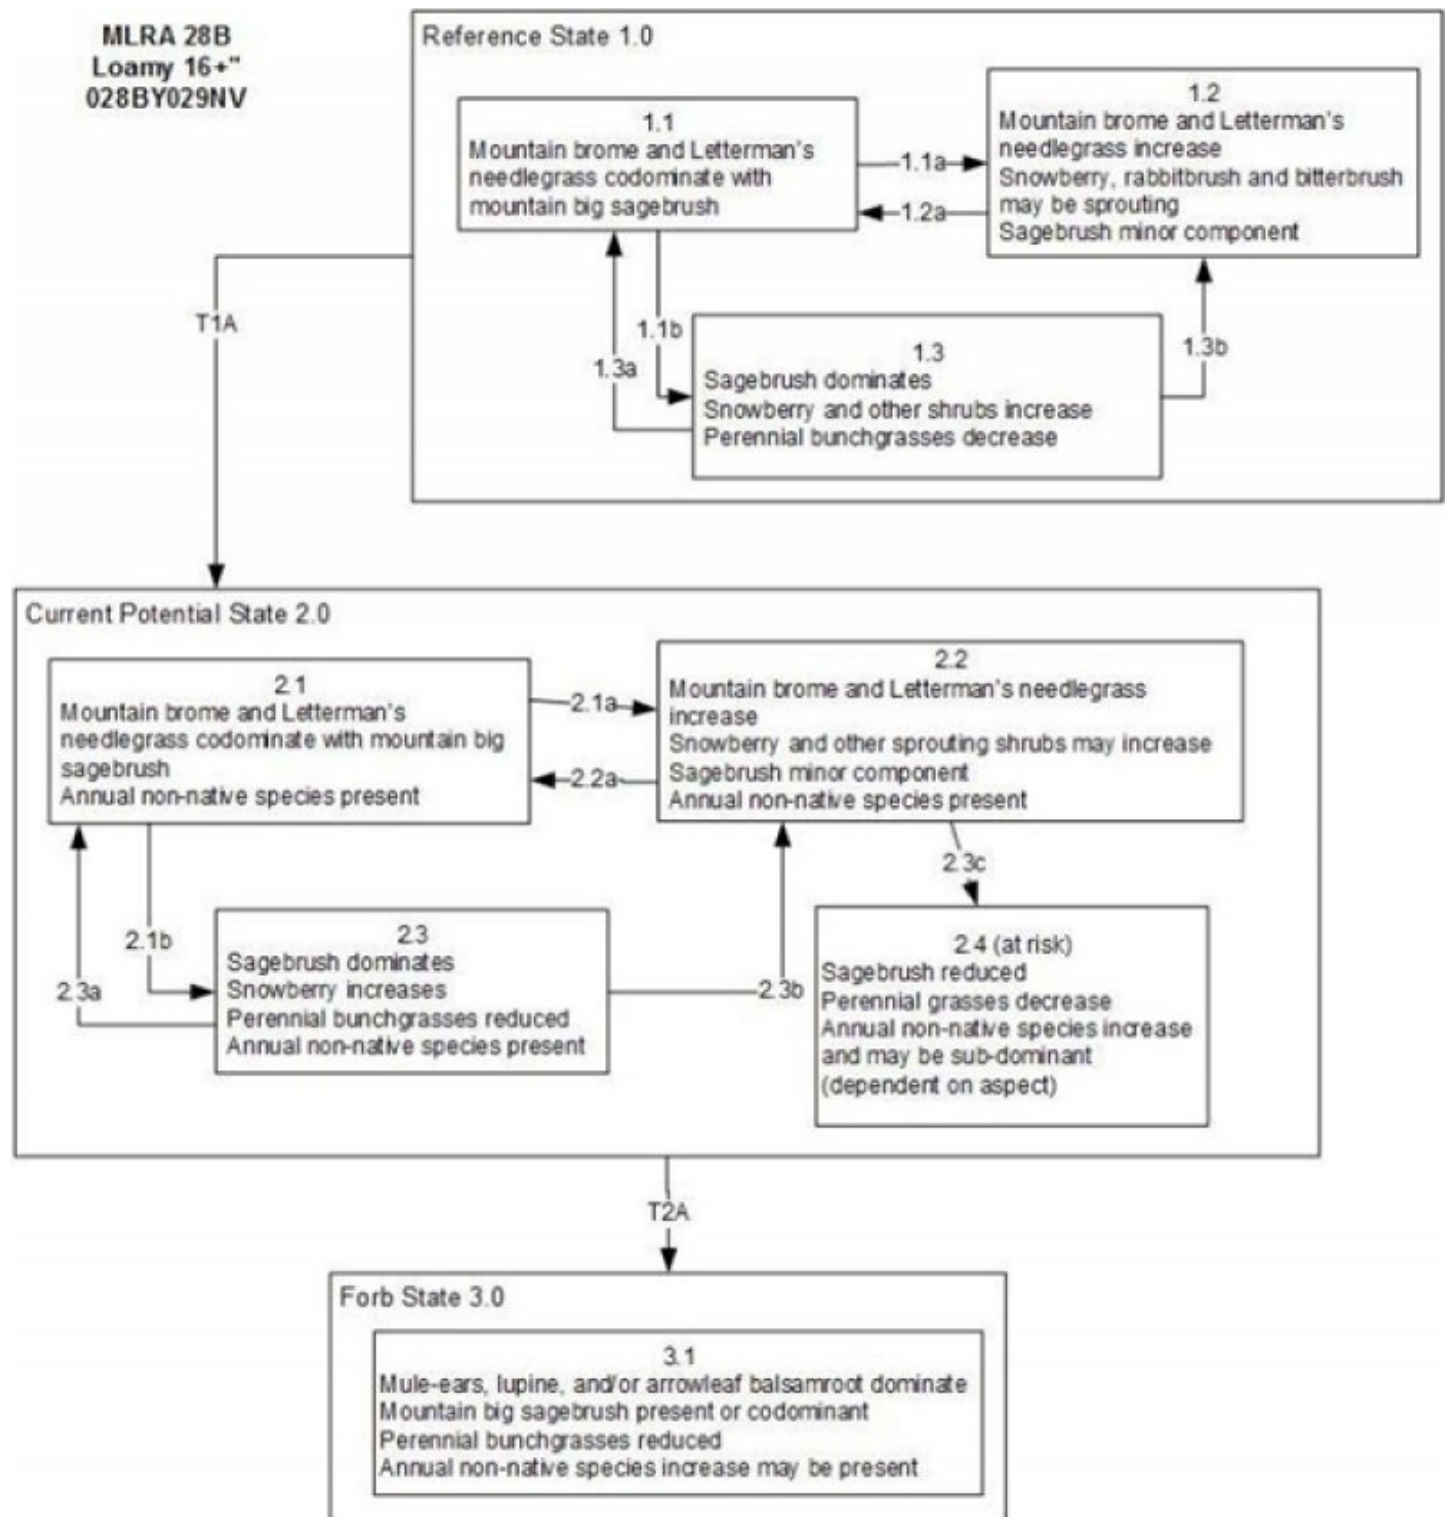 MLRA 28B
Loamy 16+"
028BY029NV
Reference State 1.0
1.1
Mountain brome and Letterman's
needlegrass codominate with
mountain big sagebrush
1.1a
1.2a
1.2
Mountain brome and Letterman's
needlegrass increase
Snowberry, rabbitbrush and bitterbrush
may be sprouting
Sagebrush minor component
1.1b
1.3a
1.3
Sagebrush dominates
Snowberry and other shrubs increase
Perennial bunchgrasses decrease
1.3b
T1A
Current Potential State 2.0
2.1
Mountain brome and Letterman's
needlegrass codominate with mountain big
sagebrush
Annual non-native species present
2.1a
2.2a
2.2
Mountain brome and Letterman's needlegrass
increase
Snowberry and other sprouting shrubs may increase
Sagebrush minor component
Annual non-native species present
2.1b
2.3a
2.3
Sagebrush dominates
Snowberry increases
Perennial bunchgrasses reduced
Annual non-native species present
2.3b
2.3c
2.4 (at risk)
Sagebrush reduced
Perennial grasses decrease
Annual non-native species increase
and may be sub-dominant
(dependent on aspect)
T2A
Forb State 3.0
3.1
Mule-ears, lupine, and/or arrowleaf balsamroot dominate
Mountain big sagebrush present or codominant
Perennial bunchgrasses reduced
Annual non-native species increase may be present